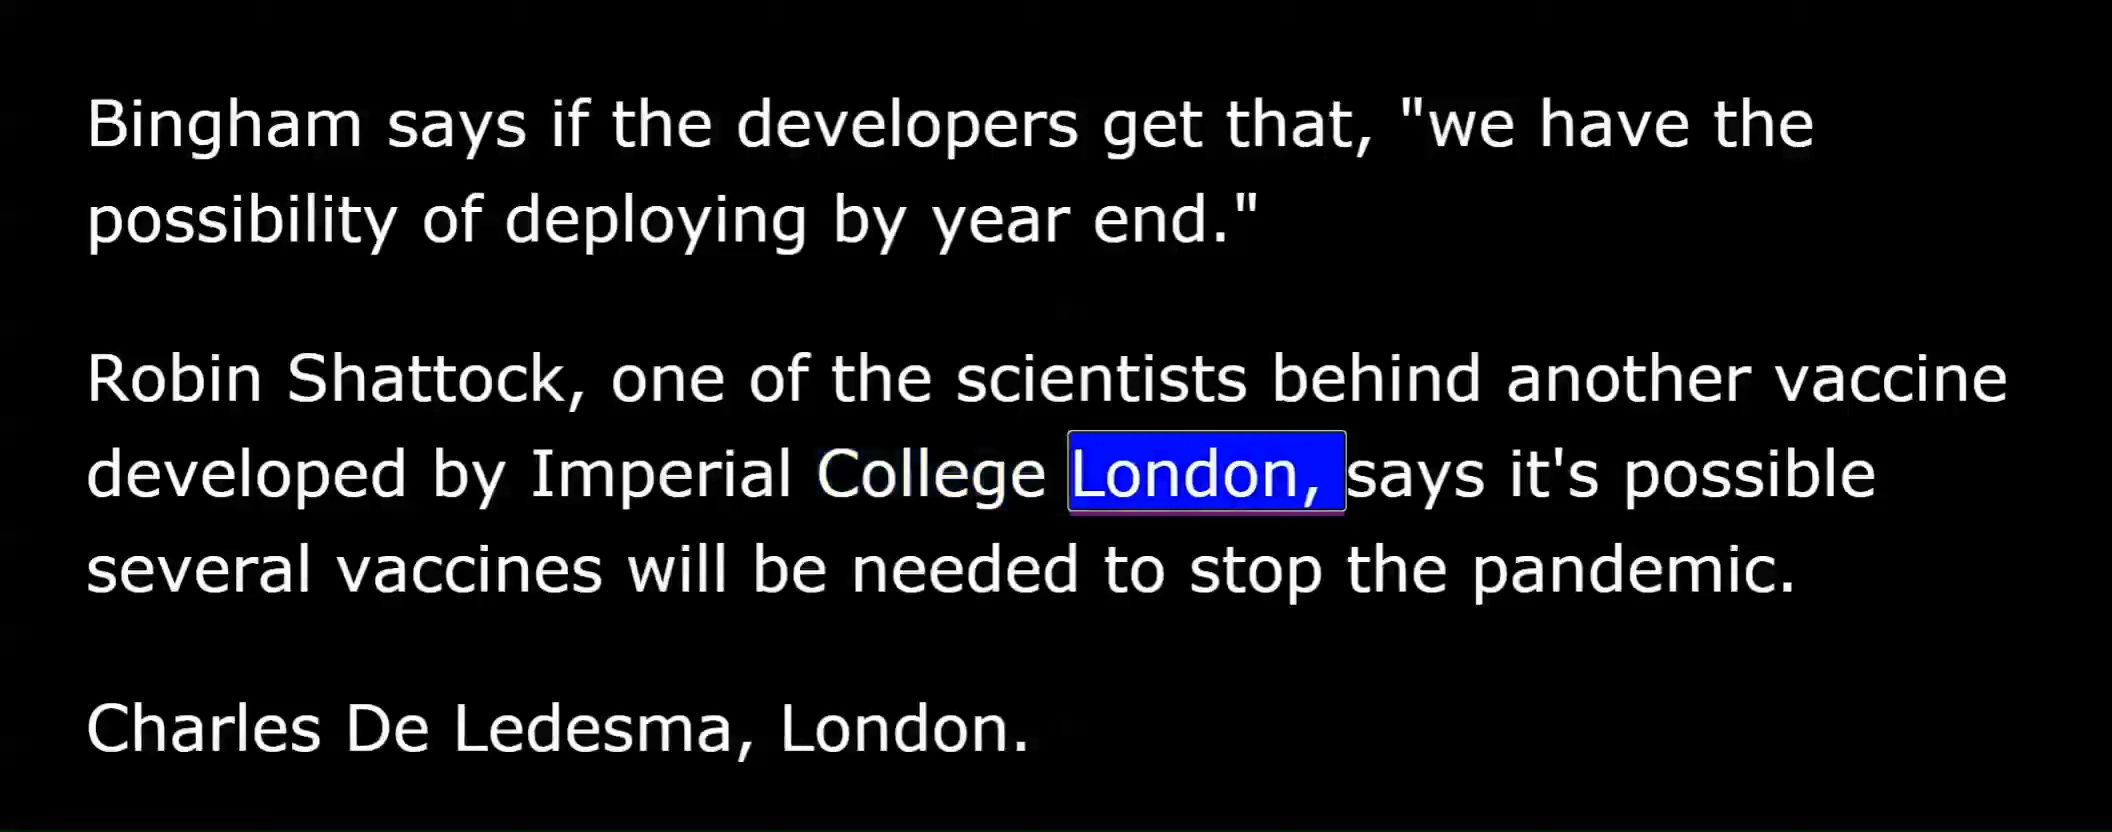 Bingham says if the developers get that, "we have the
possibility of deploying by year end."
Robin Shattock, one of the scientists behind another vaccine
developed by Imperial College London, says it's possible
several vaccines will be needed to stop the pandemic.
Charles De Ledesma, London.